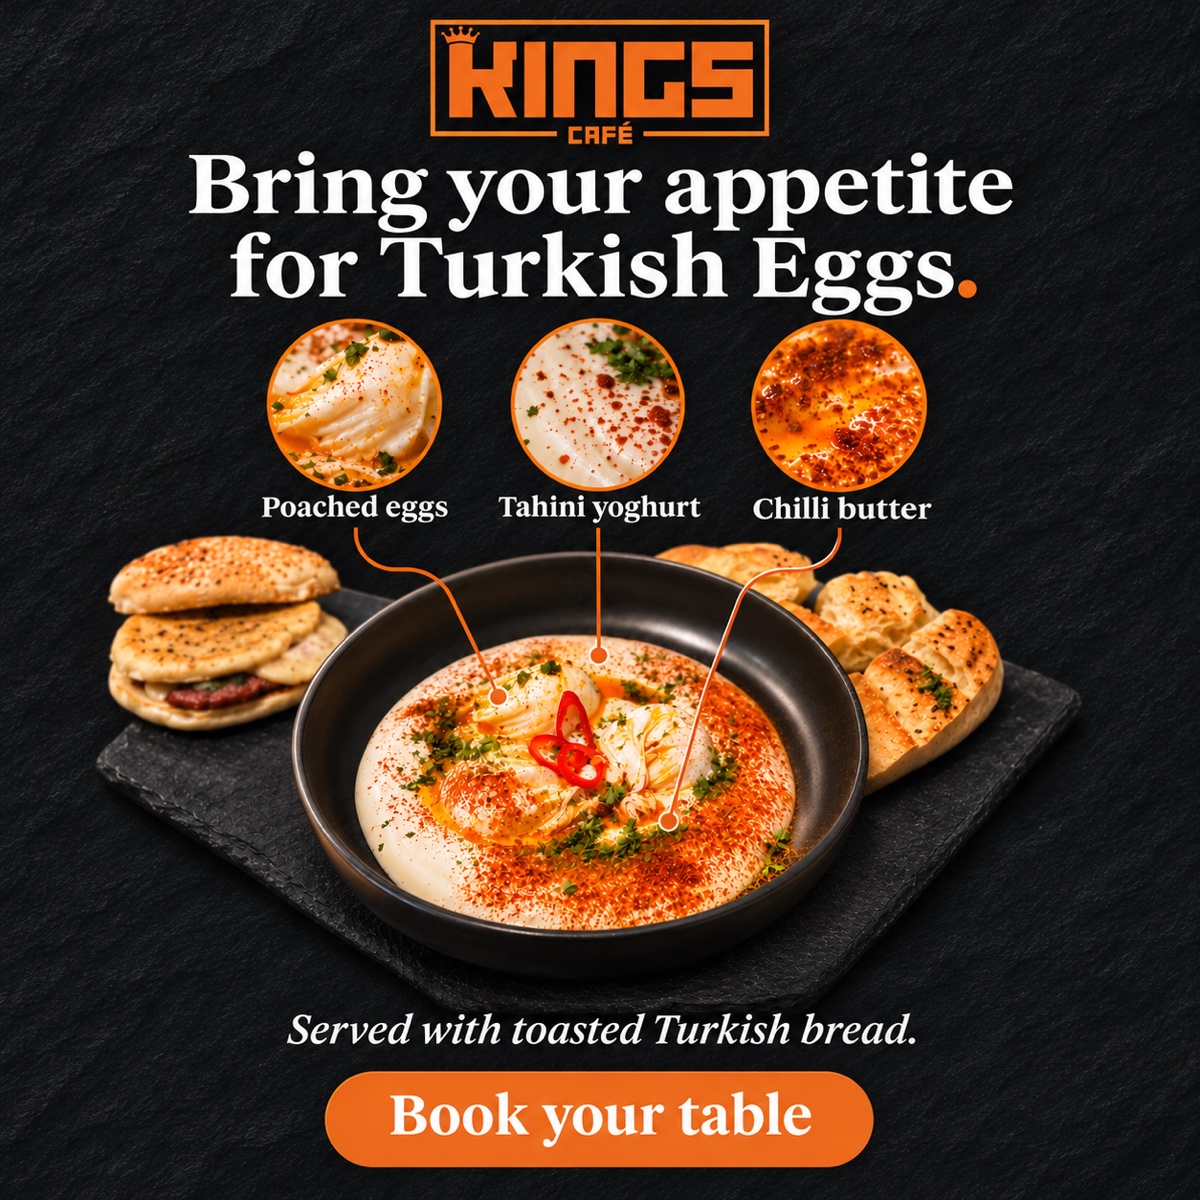 KINGS
CAFÉ
Bring your appetite
for Turkish Eggs.
Poached eggs
Tahini yoghurt
Chilli butter
Served with toasted Turkish bread.
Book your table